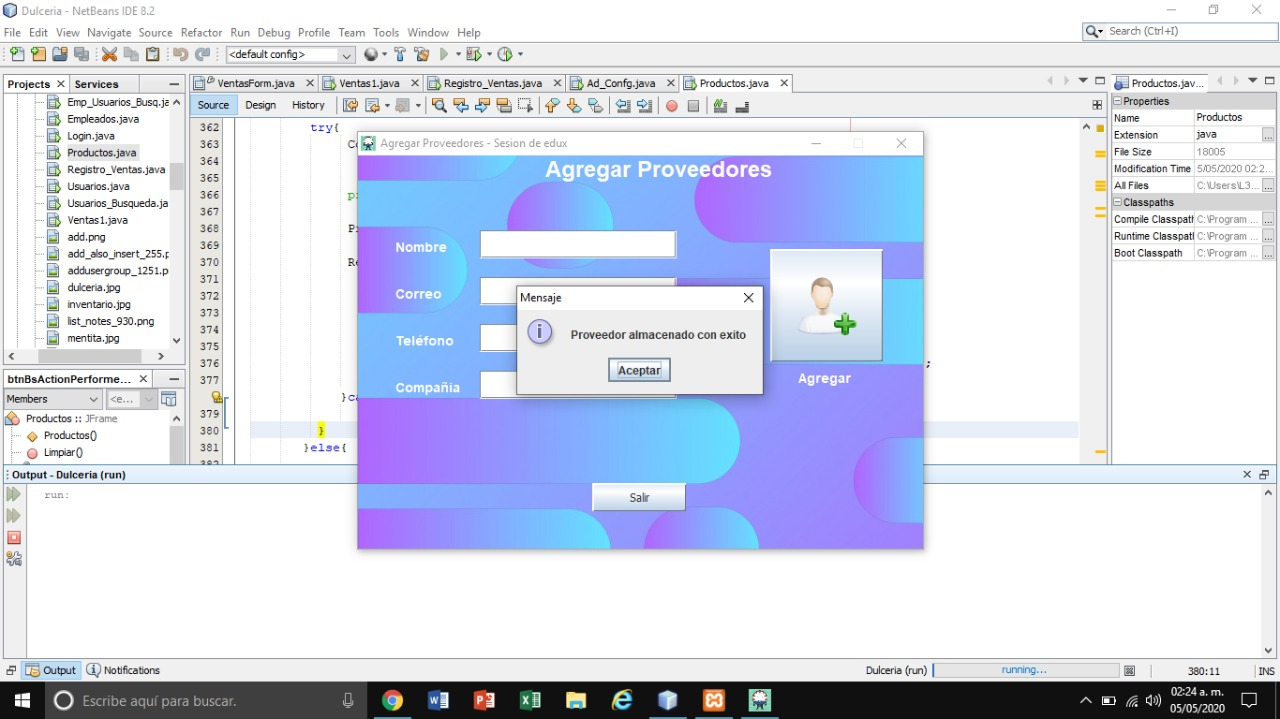 Dulceria - NetBeans IDE 8.2
File Edit View Navigate Source Refactor Run Debug Profile Team Tools Window Help
Search (Ctrl+I)
<default config>
Projects Services
Emp_Usuarios_Busq.ja
Empleados.java
Login.java
Productos.java
Registro_Ventas.java
Usuarios.java
Usuarios_Busqueda.ja
Ventas1.java
add.png
add_also_insert_255.p
addusergroup_1251.p
dulceria.jpg
inventario.jpg
list_notes_930.png
mentita.jpg
btnBsActionPerforme...
Members <e...
Productos :: JFrame
Productos()
Limpiar()
VentasForm.java Ventas1.java Registro_Ventas.java Ad_Confg.java Productos.java
Source Design History
362 try{
363 Co
364
365
366 p
367
368 P
369
370 Re
371
372
373
374
375
376 ;
377
}ca
379
380 }
381 }else{
382
Agregar Proveedores - Sesion de edux
Agregar Proveedores
Nombre
Correo
Teléfono
Compañia
Agregar
Salir
Mensaje
Proveedor almacenado con exito
Aceptar
Productos.jav...
Properties
Name Productos
Extension java
File Size 18005
Modification Time 5/05/2020 02:2...
All Files C:\Users\L3...
Classpaths
Compile Classpath C:\Program ...
Runtime Classpath C:\Program ...
Boot Classpath C:\Program ...
Output - Dulceria (run)
run:
Output Notifications
Dulceria (run) running... 380:11 INS
Escribe aquí para buscar.
02:24 a. m.
05/05/2020